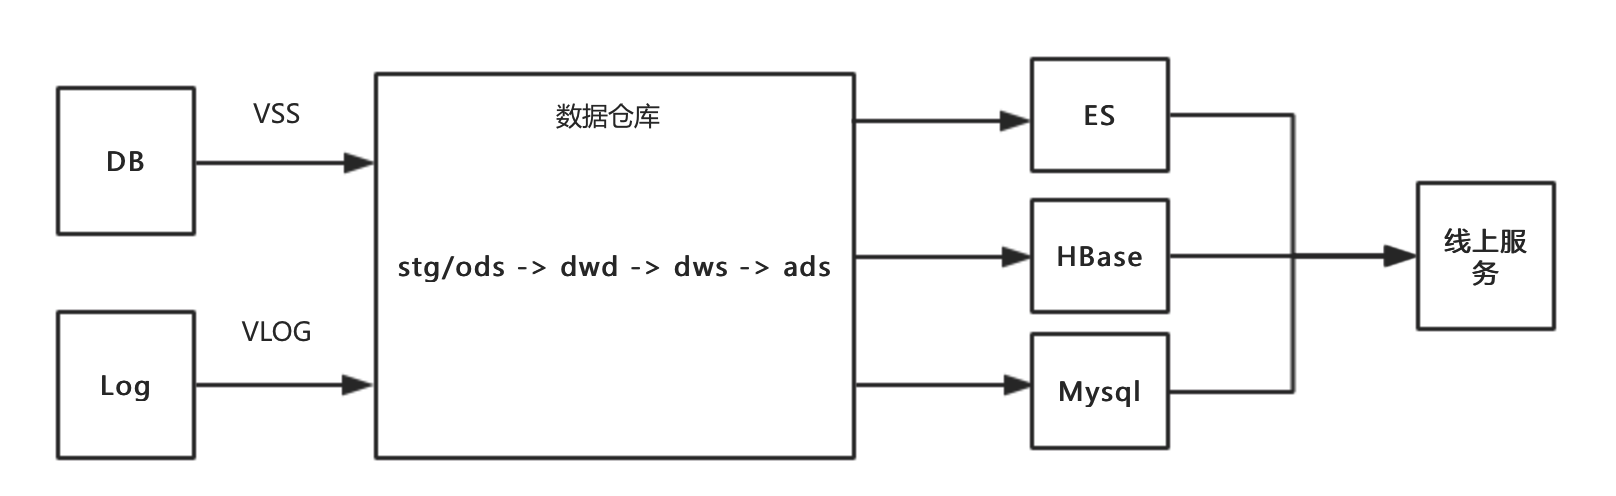 DB
VSS
Log
VLOG
数据仓库
stg/ods -> dwd -> dws -> ads
ES
HBase
Mysql
线上服
务